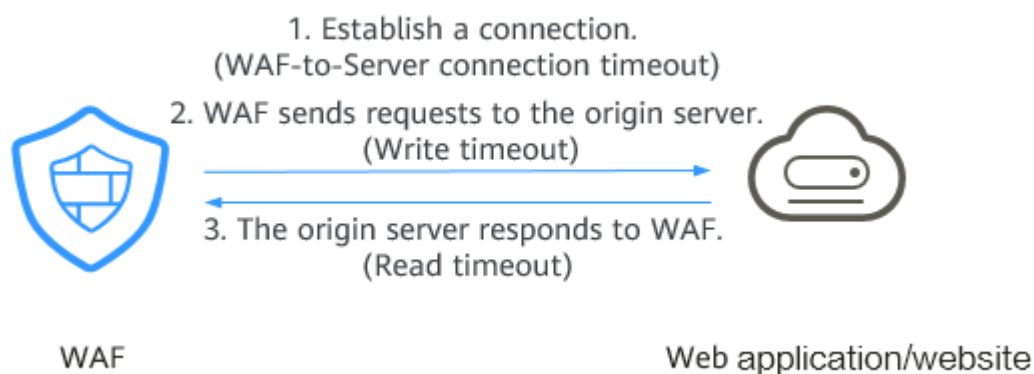 1. Establish a connection.
(WAF-to-Server connection timeout)
2. WAF sends requests to the origin server.
(Write timeout)
3. The origin server responds to WAF.
(Read timeout)
WAF
Web application/website